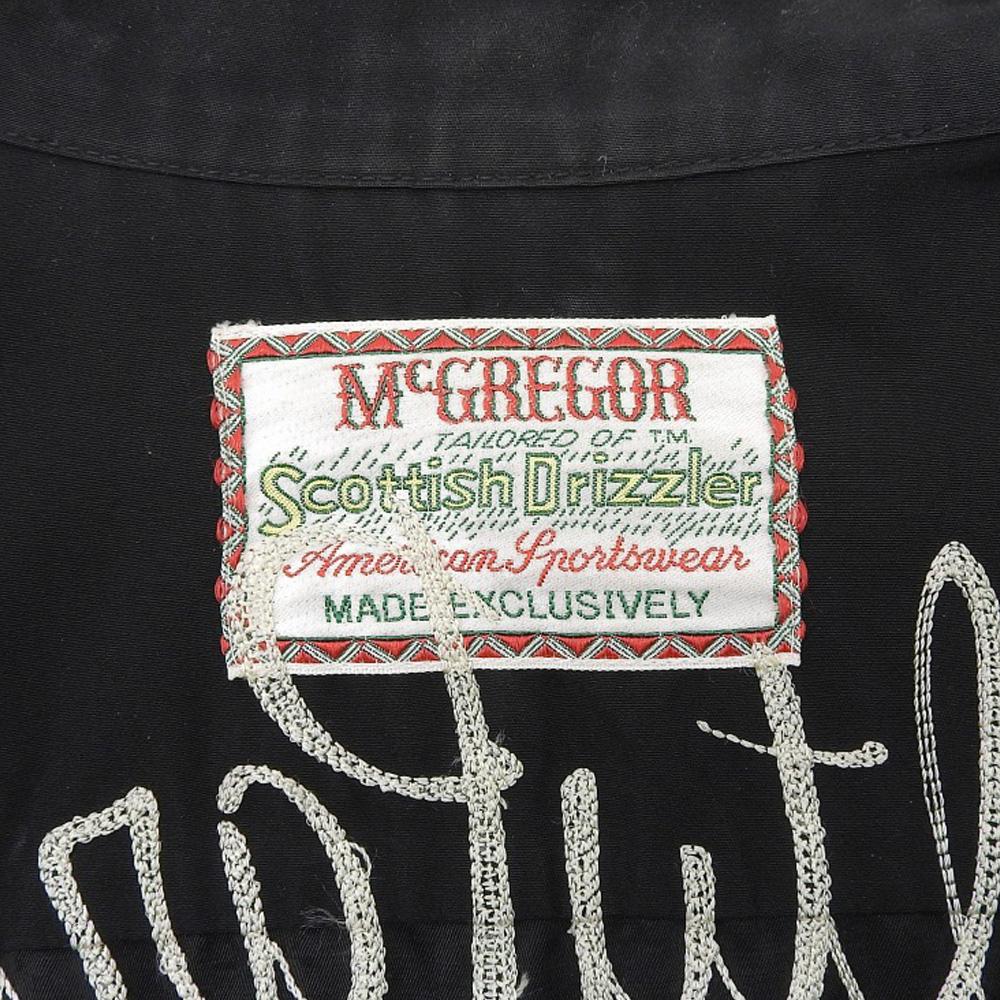 McGREGOR
TAILORED OF T.M.
Scottish Drizzler
American Sportswear
MADE EXCLUSIVELY